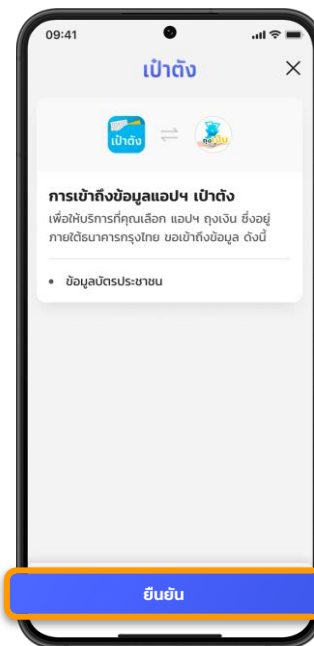 09:41
เป๋าตัง
เป๋าตัง
ถุงเงิน
การเข้าถึงข้อมูลแอปฯ เป๋าตัง
เพื่อให้บริการที่คุณเลือก แอปฯ ถุงเงิน ซึ่งอยู่
ภายใต้ธนาคารกรุงไทย ขอเข้าถึงข้อมูล ดังนี้
• ข้อมูลบัตรประชาชน
ยืนยัน